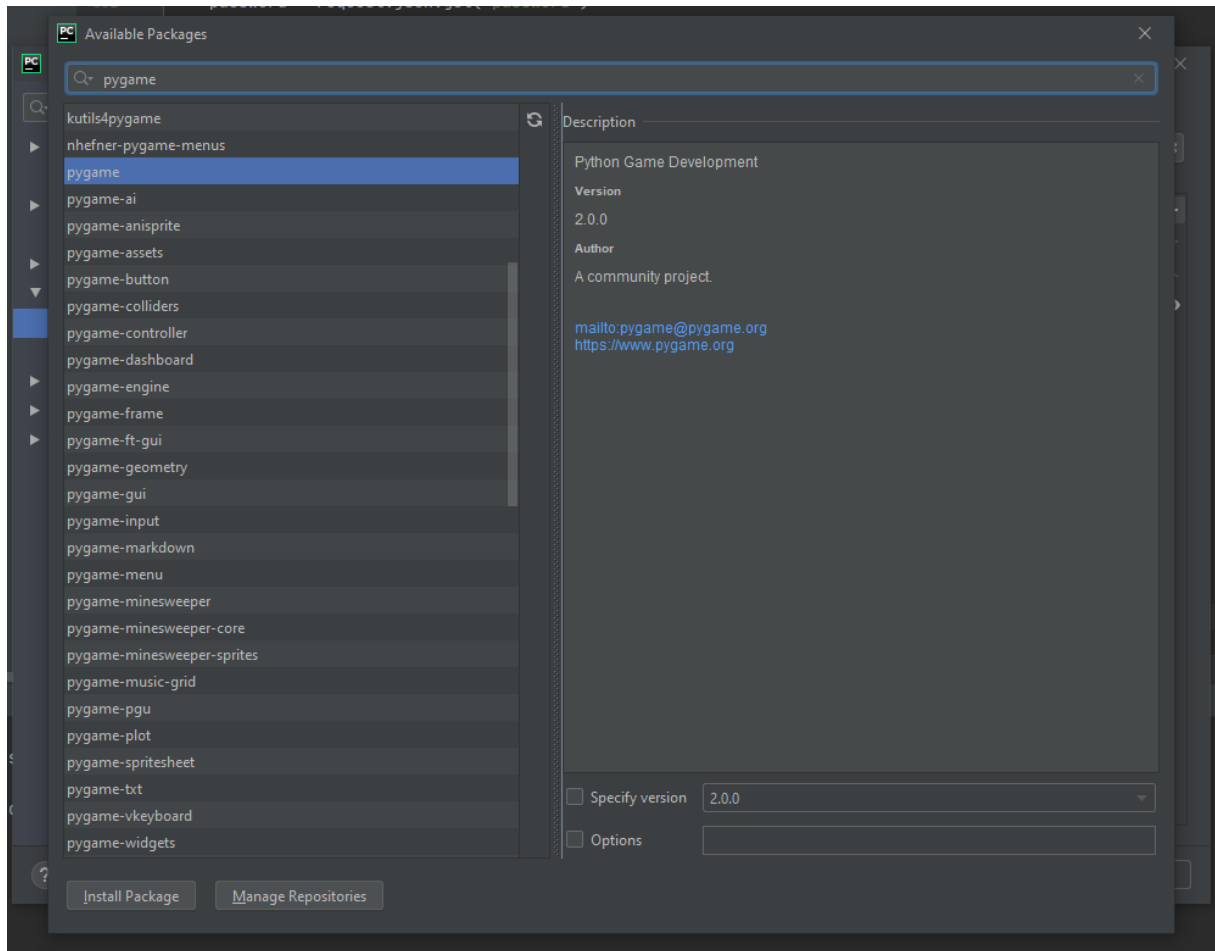 PC
Available Packages
PC
pygame
kutils4pygame
nhefner-pygame-menus
pygame
pygame-ai
pygame-anisprite
pygame-assets
pygame-button
pygame-colliders
pygame-controller
pygame-dashboard
pygame-engine
pygame-frame
pygame-ft-gui
pygame-geometry
pygame-gui
pygame-input
pygame-markdown
pygame-menu
pygame-minesweeper
pygame-minesweeper-core
pygame-minesweeper-sprites
pygame-music-grid
pygame-pgu
pygame-plot
pygame-spritesheet
pygame-txt
pygame-vkeyboard
pygame-widgets
Description
Python Game Development
Version
2.0.0
Author
A community project.
mailto:pygame@pygame.org
https://www.pygame.org
Specify version 2.0.0
Options
?
Install Package Manage Repositories